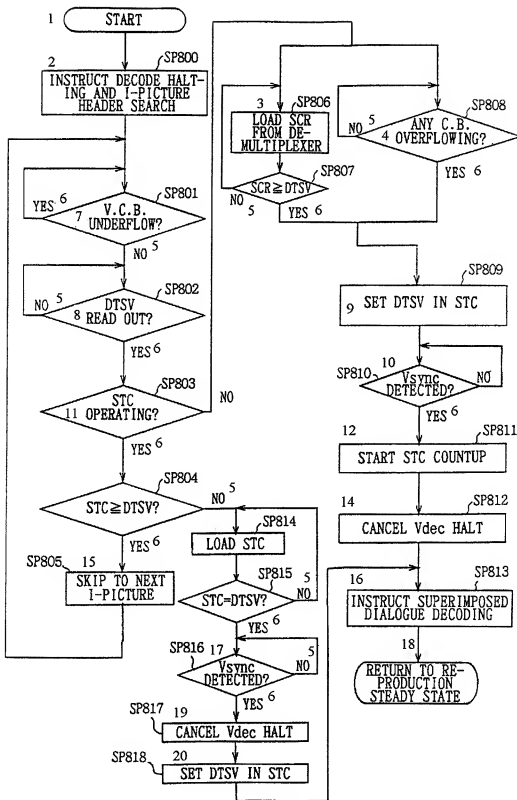 1
START
SP800
2
INSTRUCT DECODE HALT-
ING AND I-PICTURE
HEADER SEARCH
SP801
YES 6
7
V.C.B.
UNDERFLOW?
NO 5
SP802
NO 5
DTSV
8 READ OUT?
YES 6
SP803
STC
11 OPERATING?
NO
YES 6
SP804
STC≧DTSV?
NO 5
YES 6
SP805
15
SKIP TO NEXT
I-PICTURE
SP814
LOAD STC
SP815
STC=DTSV?
5
NO
YES 6
SP816
17
Vsync
DETECTED?
5
NO
YES 6
SP817
19
CANCEL Vdec HALT
SP818
20
SET DTSV IN STC
SP806
3
LOAD SCR
FROM DE-
MULTIPLEXER
SP807
SCR≧DTSV
NO
5
YES 6
SP808
5
NO
4
ANY C.B.
OVERFLOWING?
YES 6
SP809
9
SET DTSV IN STC
10
SP810
Vsync
DETECTED?
NO
YES 6
SP811
12
START STC COUNTUP
SP812
14
CANCEL Vdec HALT
SP813
16
INSTRUCT SUPERIMPOSED
DIALOGUE DECODING
18
RETURN TO RE-
PRODUCTION
STEADY STATE